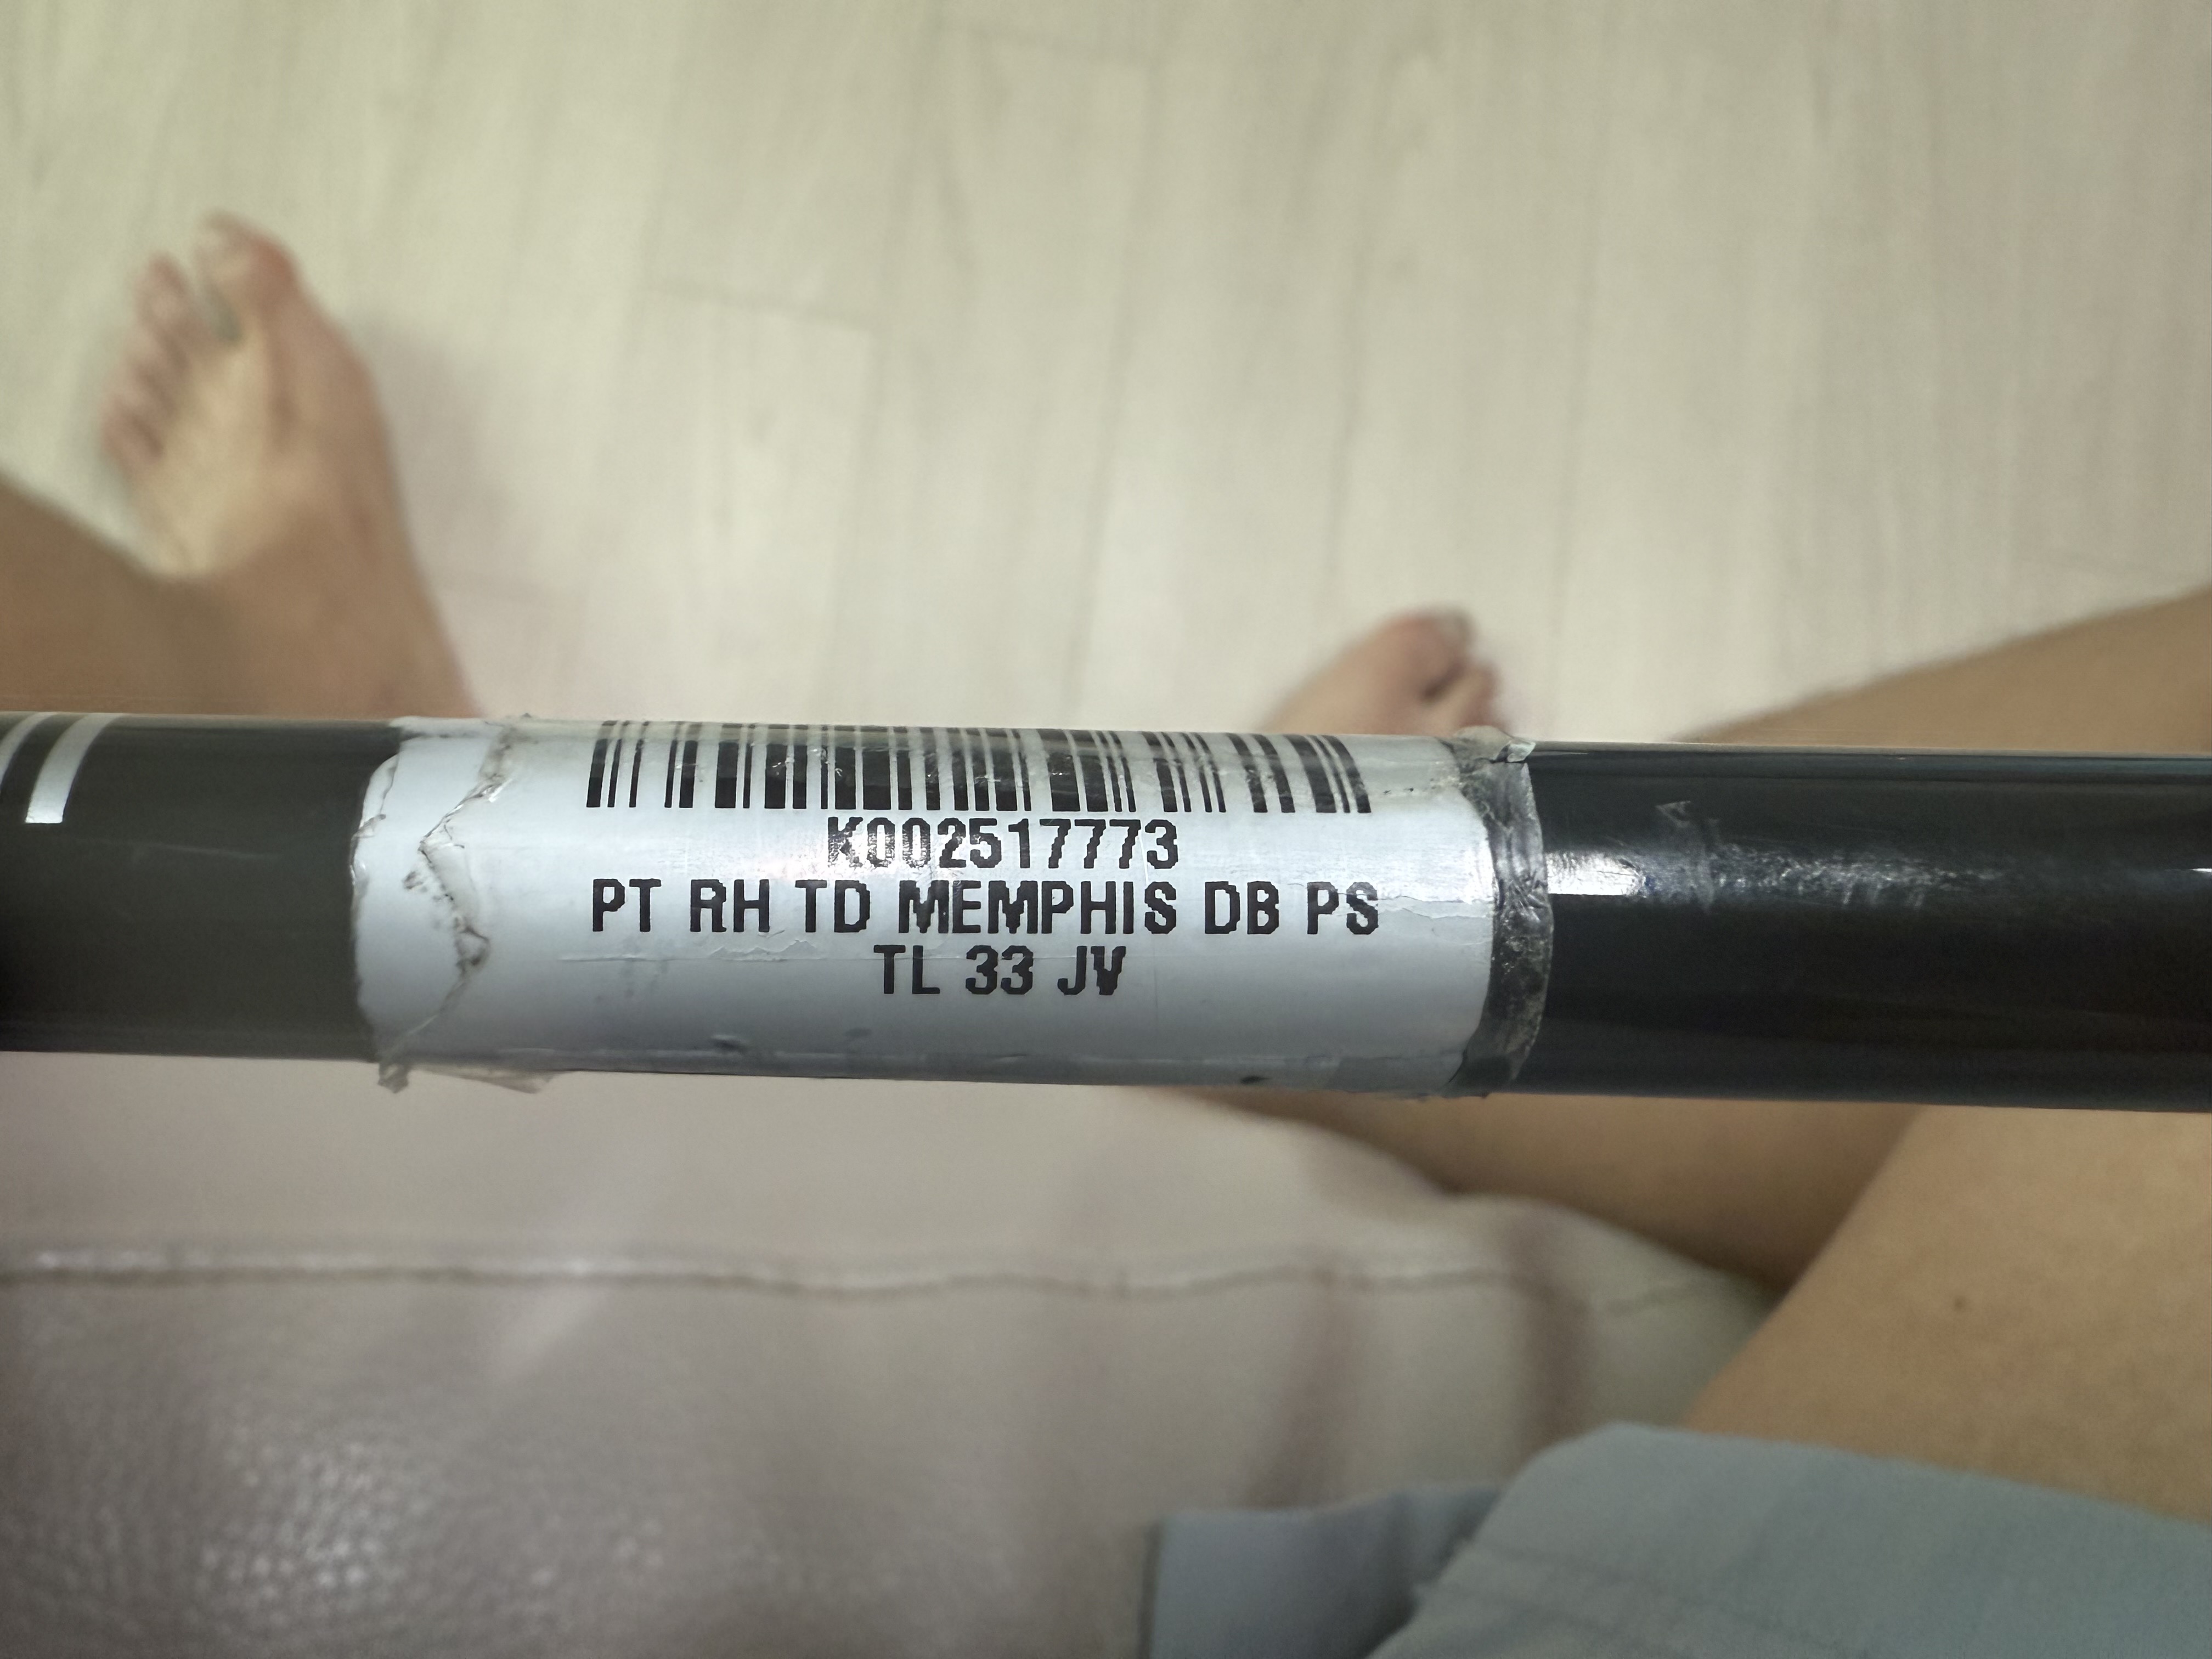 K002517773
PT RH TD MEMPHIS DB PS
TL 33 JV